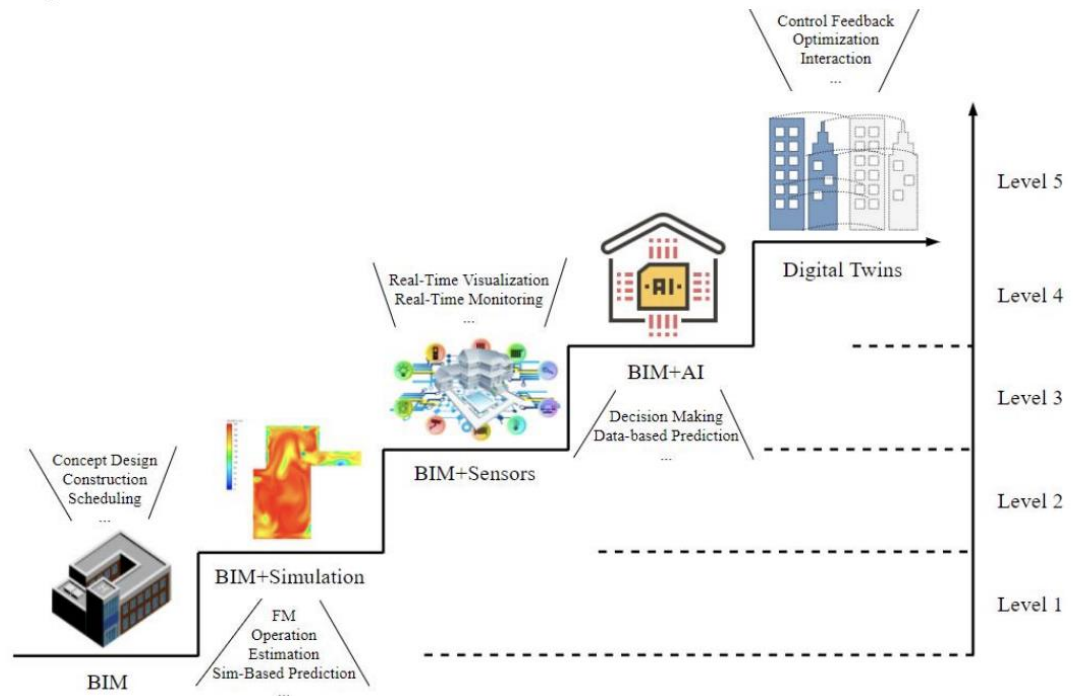 Concept Design
Construction
Scheduling
...
BIM
BIM+Simulation
FM
Operation
Estimation
Sim-Based Prediction
...
Real-Time Visualization
Real-Time Monitoring
...
BIM+Sensors
AI
BIM+AI
Decision Making
Data-based Prediction
...
Control Feedback
Optimization
Interaction
...
Digital Twins
Level 5
Level 4
Level 3
Level 2
Level 1